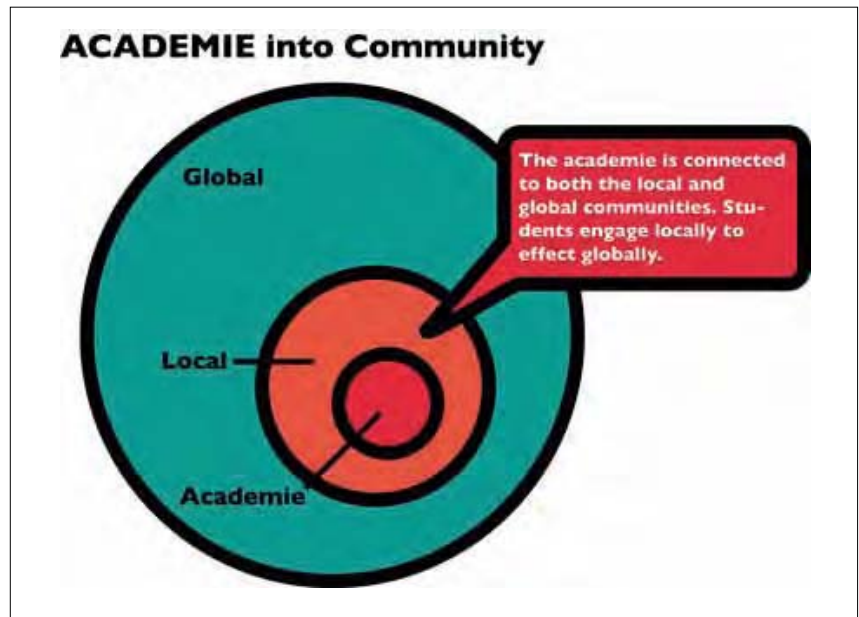 ACADEMIE into Community
Global
The academie is connected
to both the local and
global communities. Stu-
dents engage locally to
effect globally.
Local
Academie